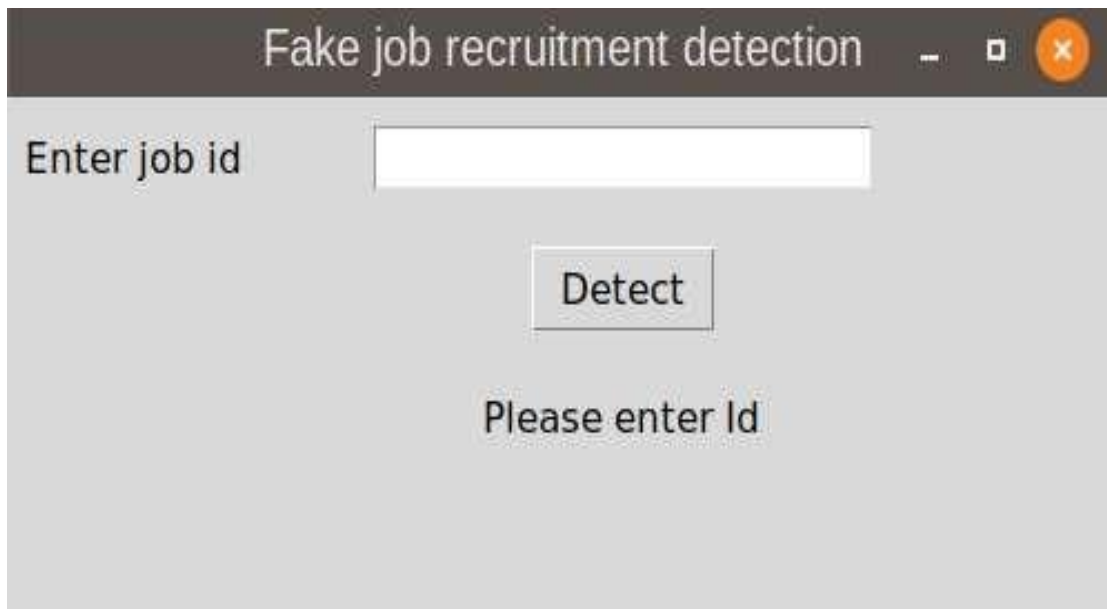 Fake job recruitment detection
Enter job id
Detect
Please enter Id